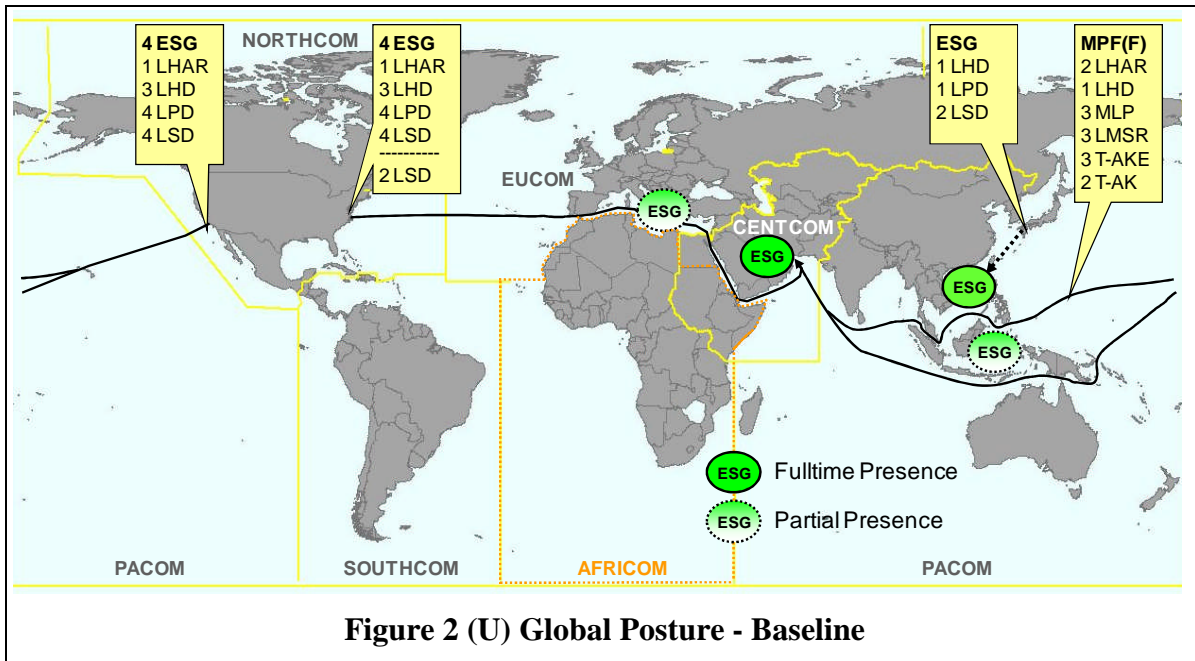 4 ESG
1 LHAR
3 LHD
4 LPD
4 LSD
NORTHCOM
4 ESG
1 LHAR
3 LHD
4 LPD
4 LSD
----------
2 LSD
ESG
1 LHD
1 LPD
2 LSD
MPF(F)
2 LHAR
1 LHD
3 MLP
3 LMSR
3 T-AKE
2 T-AK
EUCOM
ESG
CENTCOM
ESG
ESG
ESG
ESG Fulltime Presence
ESG Partial Presence
PACOM
SOUTHCOM
AFRICOM
PACOM
Figure 2 (U) Global Posture - Baseline